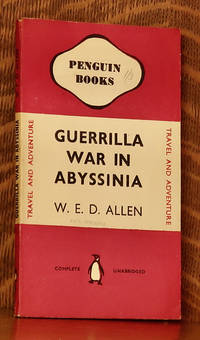 PENGUIN
BOOKS
GUERRILLA
WAR IN
ABYSSINIA
W. E. D. ALLEN
COMPLETE UNABRIDGED
TRAVEL AND ADVENTURE
TRAVEL AND ADVENTURE
GUERRILLA WAR IN ABYSSINIA